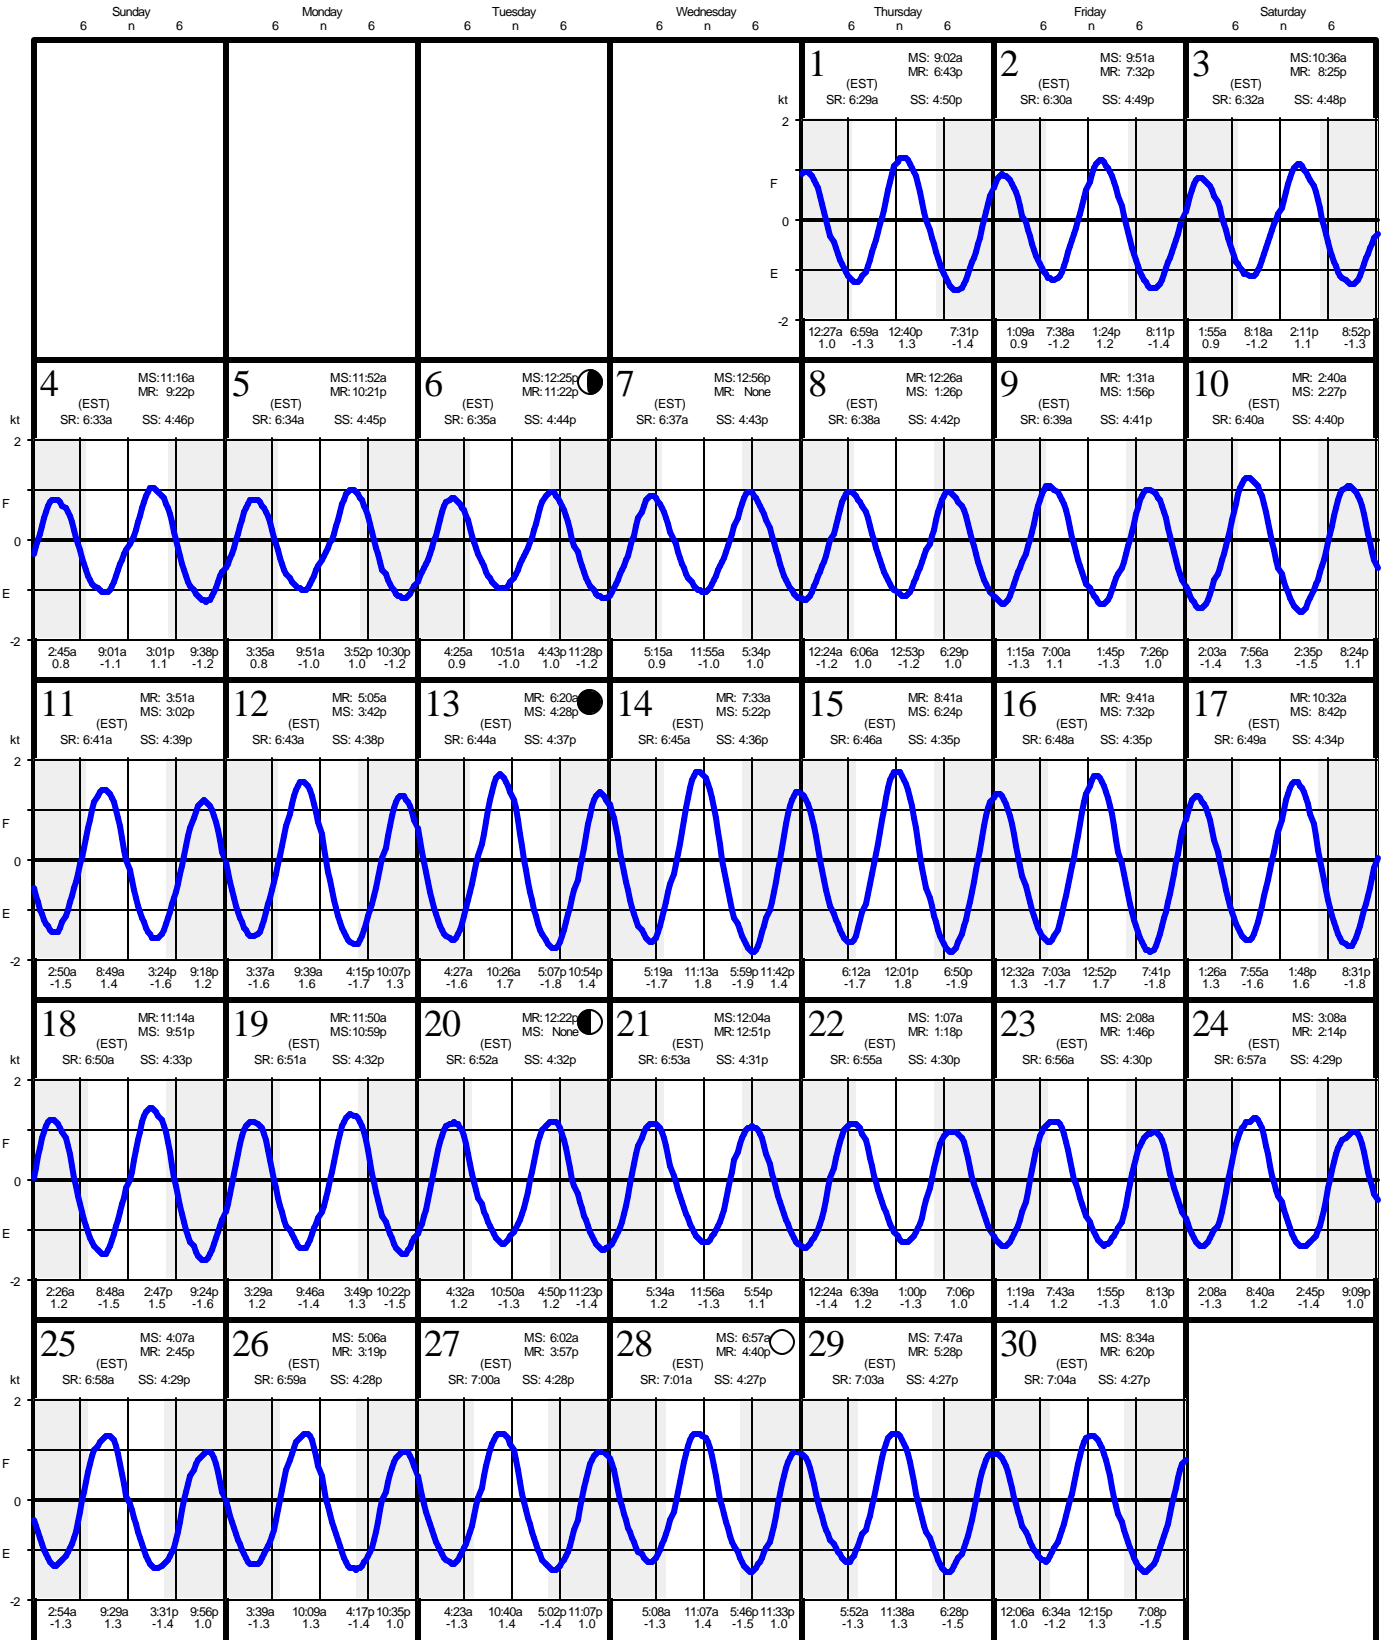 Sunday Monday Tuesday Wednesday Thursday Friday Saturday
6 n 6 6 n 6 6 n 6 6 n 6 6 n 6 6 n 6 6 n 6
1 MS: 9:02a 2 MS: 9:51a 3 MS:10:36a
MR: 6:43p MR: 7:32p MR: 8:25p
(EST) (EST) (EST)
kt SR: 6:29a SS: 4:50p SR: 6:30a SS: 4:49p SR: 6:32a SS: 4:48p
2
F
0
E
-2
12:27a 6:59a 12:40p 7:31p 1:09a 7:38a 1:24p 8:11p 1:55a 8:18a 2:11p 8:52p
1.0 -1.3 1.3 -1.4 0.9 -1.2 1.2 -1.4 0.9 -1.2 1.1 -1.3
4 MS:11:16a 5 MS:11:52a 6 MS:12:25p 7 MS:12:56p 8 MR:12:26a 9 MR: 1:31a 10 MR: 2:40a
MR: 9:22p MR:10:21p MR:11:22p MR: None MS: 1:26p MS: 1:56p MS: 2:27p
(EST) (EST) (EST) (EST) (EST) (EST) (EST)
kt SR: 6:33a SS: 4:46p SR: 6:34a SS: 4:45p SR: 6:35a SS: 4:44p SR: 6:37a SS: 4:43p SR: 6:38a SS: 4:42p SR: 6:39a SS: 4:41p SR: 6:40a SS: 4:40p
2
F
0
E
-2
2:45a 9:01a 3:01p 9:38p 3:35a 9:51a 3:52p 10:30p 4:25a 10:51a 4:43p 11:28p 5:15a 11:55a 5:34p 12:24a 6:06a 12:53p 6:29p 1:15a 7:00a 1:45p 7:26p 2:03a 7:56a 2:35p 8:24p
0.8 -1.1 1.1 -1.2 0.8 -1.0 1.0 -1.2 0.9 -1.0 1.0 -1.2 0.9 -1.0 1.0 -1.2 1.0 -1.2 1.0 -1.3 1.1 -1.3 1.0 -1.4 1.3 -1.5 1.1
11 MR: 3:51a 12 MR: 5:05a 13 MR: 6:20a 14 MR: 7:33a 15 MR: 8:41a 16 MR: 9:41a 17 MR:10:32a
MS: 3:02p MS: 3:42p MS: 4:28p MS: 5:22p MS: 6:24p MS: 7:32p MS: 8:42p
(EST) (EST) (EST) (EST) (EST) (EST) (EST)
kt SR: 6:41a SS: 4:39p SR: 6:43a SS: 4:38p SR: 6:44a SS: 4:37p SR: 6:45a SS: 4:36p SR: 6:46a SS: 4:35p SR: 6:48a SS: 4:35p SR: 6:49a SS: 4:34p
2
F
0
E
-2
2:50a 8:49a 3:24p 9:18p 3:37a 9:39a 4:15p 10:07p 4:27a 10:26a 5:07p 10:54p 5:19a 11:13a 5:59p 11:42p 6:12a 12:01p 6:50p 12:32a 7:03a 12:52p 7:41p 1:26a 7:55a 1:48p 8:31p
-1.5 1.4 -1.6 1.2 -1.6 1.6 -1.7 1.3 -1.6 1.7 -1.8 1.4 -1.7 1.8 -1.9 1.4 -1.7 1.8 -1.9 1.3 -1.7 1.7 -1.8 1.3 -1.6 1.6 -1.8
18 MR:11:14a 19 MR:11:50a 20 MR:12:22p 21 MS:12:04a 22 MS: 1:07a 23 MS: 2:08a 24 MS: 3:08a
MS: 9:51p MS:10:59p MS: None MR:12:51p MR: 1:18p MR: 1:46p MR: 2:14p
(EST) (EST) (EST) (EST) (EST) (EST) (EST)
kt SR: 6:50a SS: 4:33p SR: 6:51a SS: 4:32p SR: 6:52a SS: 4:32p SR: 6:53a SS: 4:31p SR: 6:55a SS: 4:30p SR: 6:56a SS: 4:30p SR: 6:57a SS: 4:29p
2
F
0
E
-2
2:26a 8:48a 2:47p 9:24p 3:29a 9:46a 3:49p 10:22p 4:32a 10:50a 4:50p 11:23p 5:34a 11:56a 5:54p 12:24a 6:39a 1:00p 7:06p 1:19a 7:43a 1:55p 8:13p 2:08a 8:40a 2:45p 9:09p
1.2 -1.5 1.5 -1.6 1.2 -1.4 1.3 -1.5 1.2 -1.3 1.2 -1.4 1.2 -1.3 1.1 -1.4 1.2 -1.3 1.0 -1.4 1.2 -1.3 1.0 -1.3 1.2 -1.4 1.0
25 MS: 4:07a 26 MS: 5:06a 27 MS: 6:02a 28 MS: 6:57a 29 MS: 7:47a 30 MS: 8:34a
MR: 2:45p MR: 3:19p MR: 3:57p MR: 4:40p MR: 5:28p MR: 6:20p
(EST) (EST) (EST) (EST) (EST) (EST)
kt SR: 6:58a SS: 4:29p SR: 6:59a SS: 4:28p SR: 7:00a SS: 4:28p SR: 7:01a SS: 4:27p SR: 7:03a SS: 4:27p SR: 7:04a SS: 4:27p
2
F
0
E
-2
2:54a 9:29a 3:31p 9:56p 3:39a 10:09a 4:17p 10:35p 4:23a 10:40a 5:02p 11:07p 5:08a 11:07a 5:46p 11:33p 5:52a 11:38a 6:28p 12:06a 6:34a 12:15p 7:08p
-1.3 1.3 -1.4 1.0 -1.3 1.3 -1.4 1.0 -1.3 1.4 -1.4 1.0 -1.3 1.4 -1.5 1.0 -1.3 1.3 -1.5 1.0 -1.2 1.3 -1.5